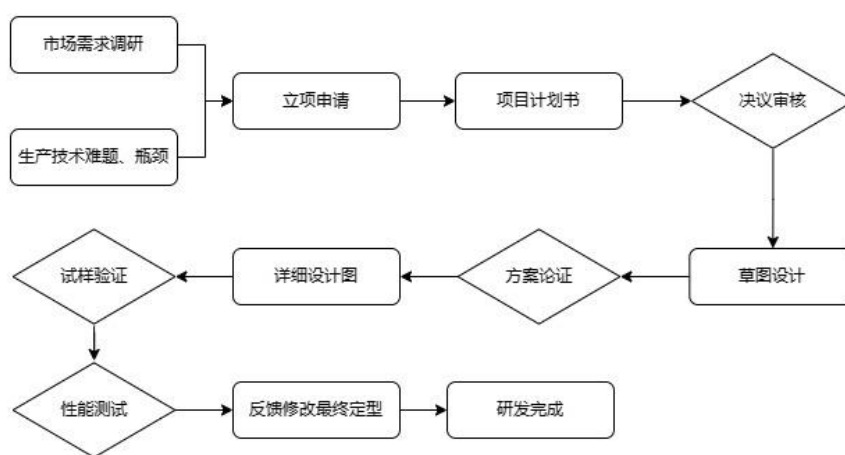 市场需求调研
生产技术难题、瓶颈
立项申请
项目计划书
决议审核
草图设计
方案论证
详细设计图
试样验证
性能测试
反馈修改最终定型
研发完成